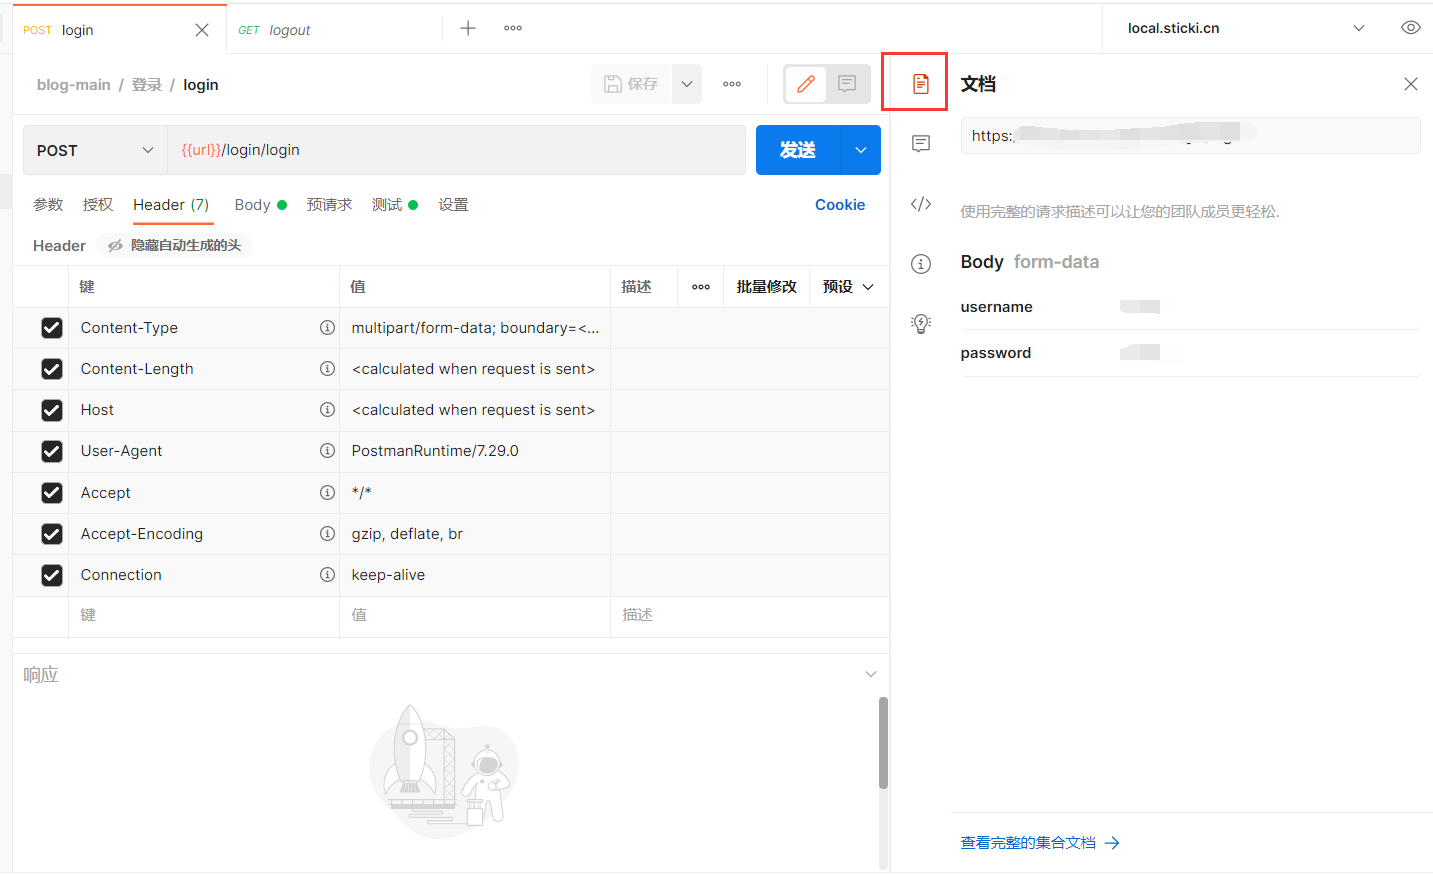 POST login
GET logout
local.sticki.cn
blog-main / 登录 / login
保存
文档
POST
{{url}}/login/login
发送
https:
参数 授权 Header (7) Body 预请求 测试 设置
Cookie
使用完整的请求描述可以让您的团队成员更轻松.
Header 隐藏自动生成的头
Body form-data
键 值 描述 批量修改 预设
username
password
Content-Type multipart/form-data; boundary=<...
Content-Length <calculated when request is sent>
Host <calculated when request is sent>
User-Agent PostmanRuntime/7.29.0
Accept */*
Accept-Encoding gzip, deflate, br
Connection keep-alive
键 值 描述
响应
查看完整的集合文档 →